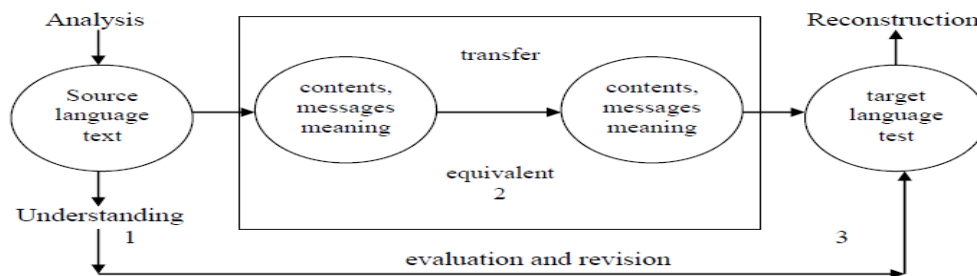 Analysis
Reconstruction
transfer
Source
language
text
contents,
messages
meaning
contents,
messages
meaning
target
language
test
equivalent
2
Understanding
1
3
evaluation and revision